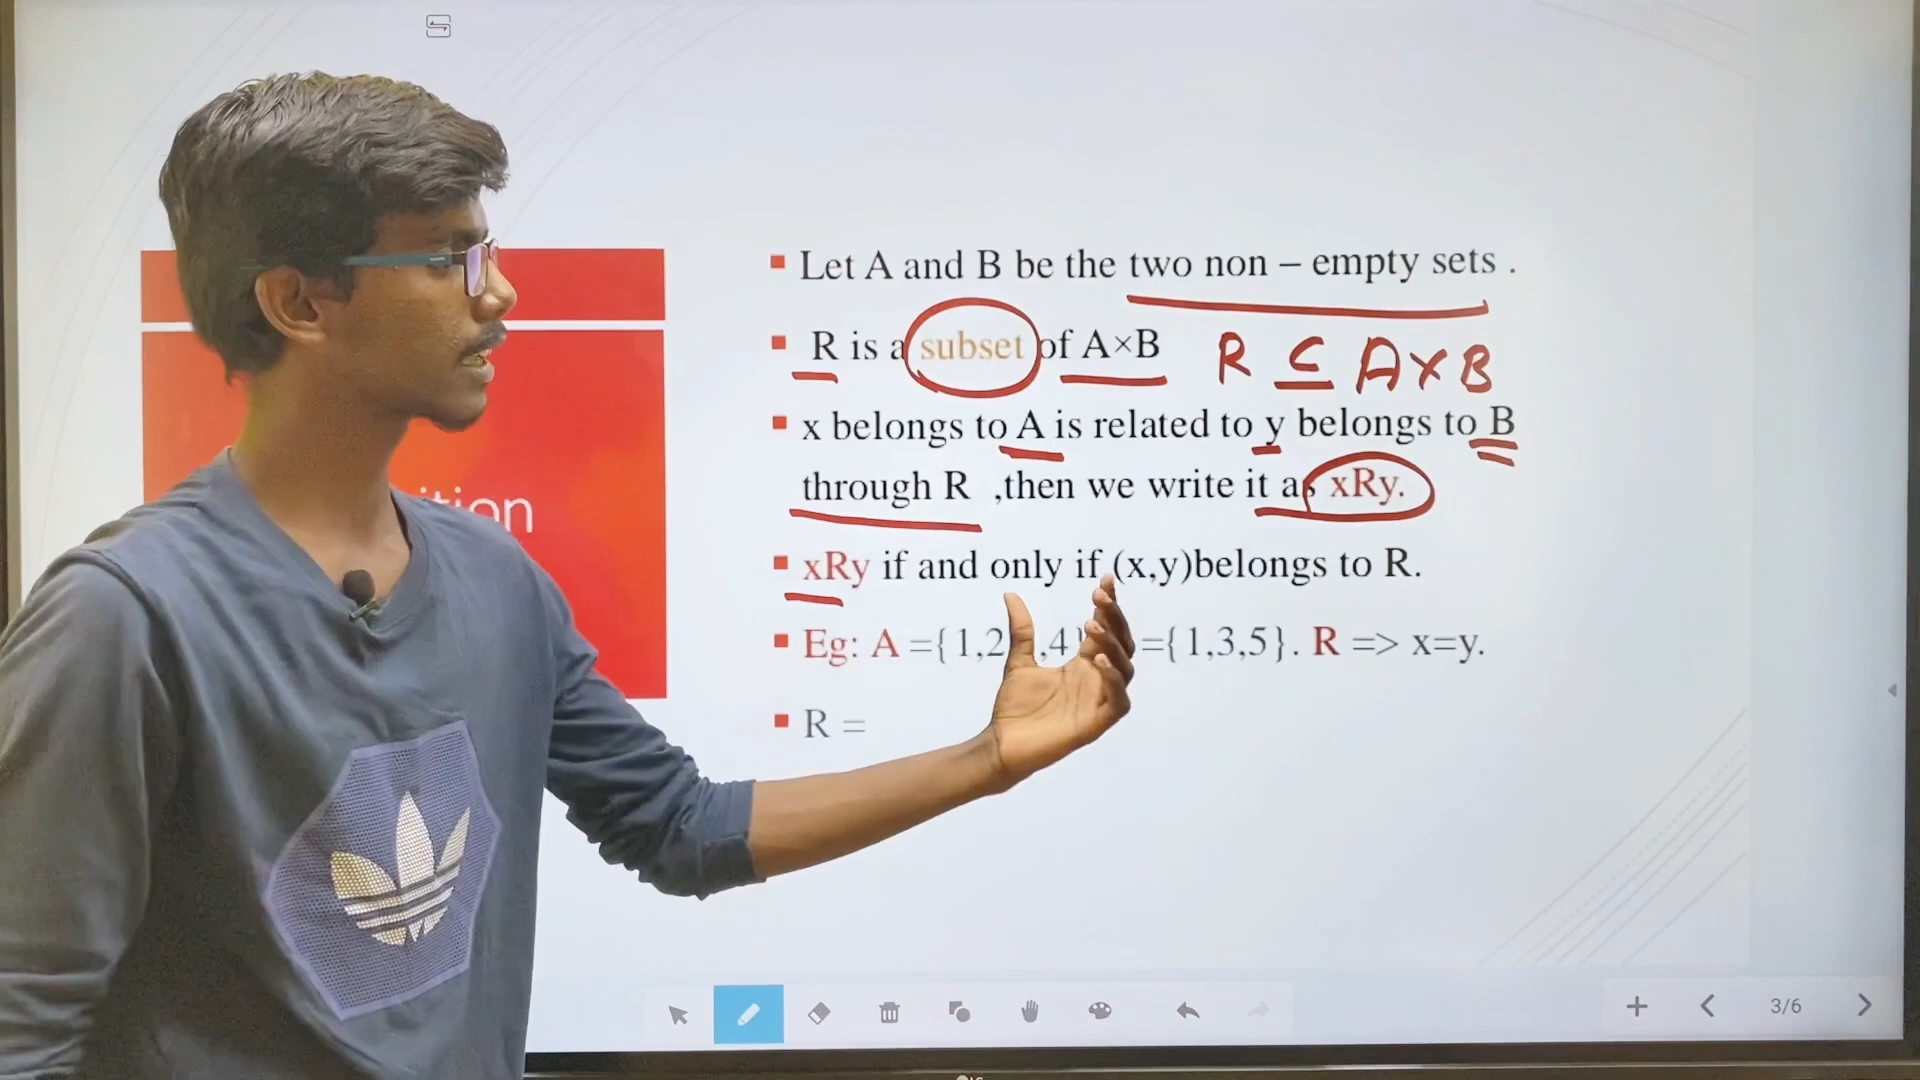 Let A and B be the two non – empty sets .
R is a subset of A×B R ⊆ A×B
x belongs to A is related to y belongs to B
through R ,then we write it as xRy.
ition
xRy if and only if (x,y)belongs to R.
Eg: A ={1,2 ,4} ={1,3,5}. R => x=y.
R =
3/6